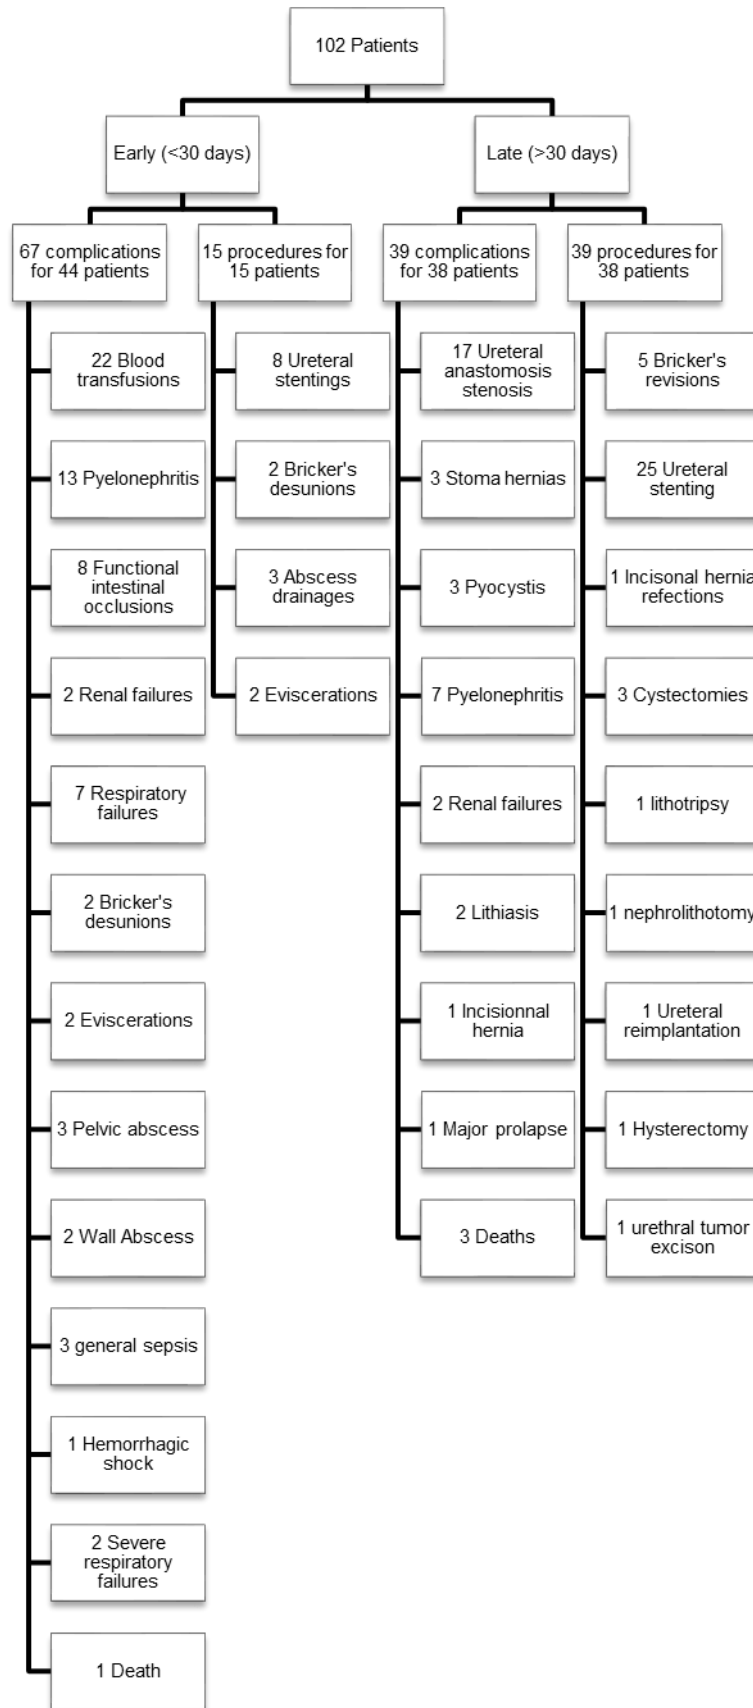 102 Patients
Early (<30 days)
Late (>30 days)
67 complications
for 44 patients
15 procedures for
15 patients
39 complications
for 38 patients
39 procedures for
38 patients
22 Blood
transfusions
13 Pyelonephritis
8 Functional
intestinal
occlusions
2 Renal failures
7 Respiratory
failures
2 Bricker's
desunions
2 Eviscerations
3 Pelvic abscess
2 Wall Abscess
3 general sepsis
1 Hemorrhagic
shock
2 Severe
respiratory
failures
1 Death
8 Ureteral
stentings
2 Bricker's
desunions
3 Abscess
drainages
2 Eviscerations
17 Ureteral
anastomosis
stenosis
3 Stoma hernias
3 Pyocystis
7 Pyelonephritis
2 Renal failures
2 Lithiasis
1 Incisionnal
hernia
1 Major prolapse
3 Deaths
5 Bricker's
revisions
25 Ureteral
stenting
1 Incisonal hernia
refections
3 Cystectomies
1 lithotripsy
1 nephrolithotomy
1 Ureteral
reimplantation
1 Hysterectomy
1 urethral tumor
excison